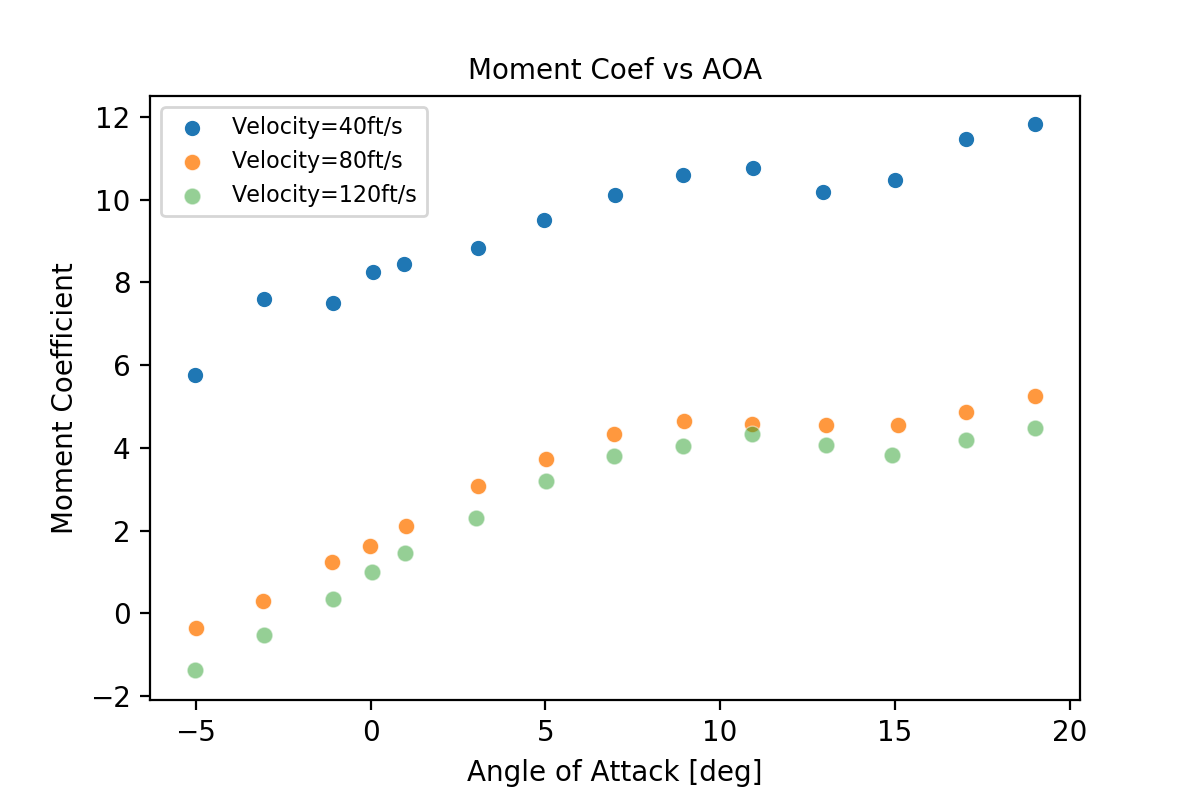 Moment Coef vs AOA
Velocity=40ft/s
Velocity=80ft/s
Velocity=120ft/s
12
10
8
6
4
2
0
−2
Moment Coefficient
−5 0 5 10 15 20
Angle of Attack [deg]